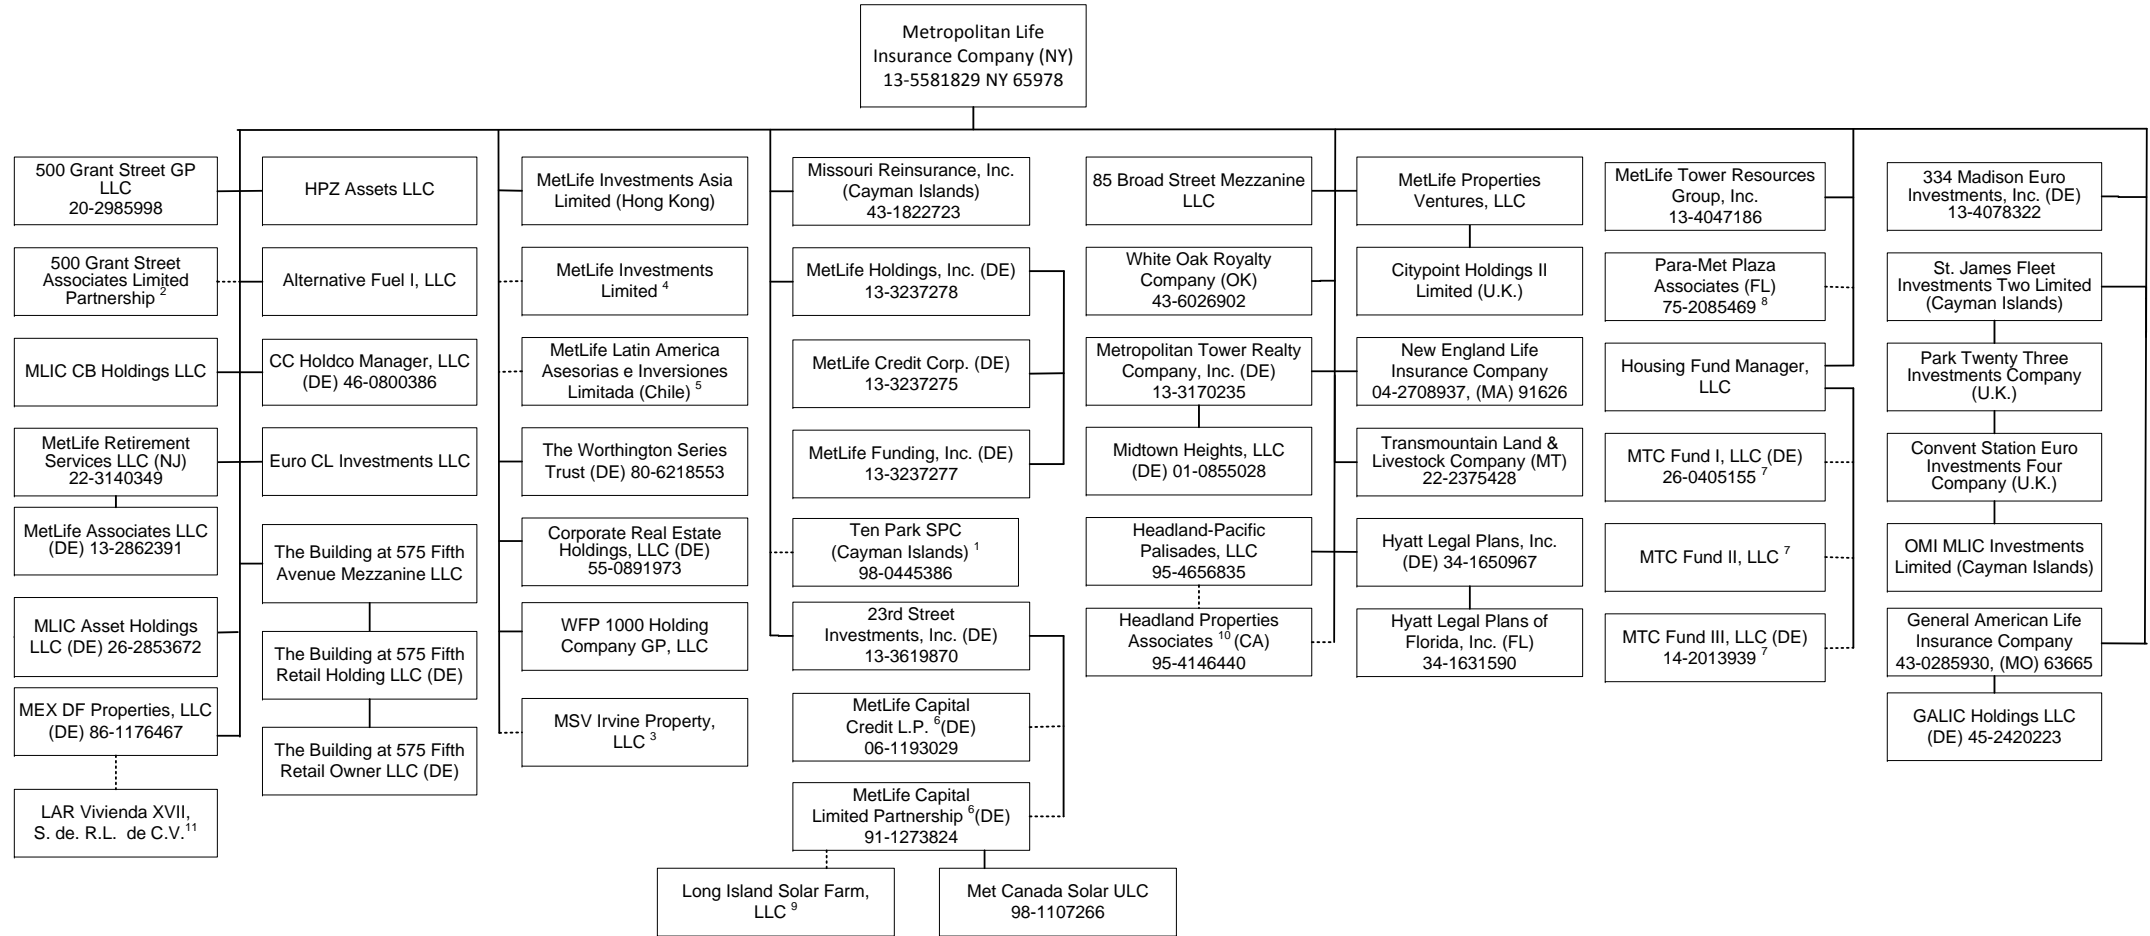 Metropolitan Life
Insurance Company (NY)
13-5581829 NY 65978
500 Grant Street GP
LLC
20-2985998
500 Grant Street
Associates Limited
Partnership 2
MLIC CB Holdings LLC
MetLife Retirement
Services LLC (NJ)
22-3140349
MetLife Associates LLC
(DE) 13-2862391
MLIC Asset Holdings
LLC (DE) 26-2853672
MEX DF Properties, LLC
(DE) 86-1176467
LAR Vivienda XVII,
S. de. R.L. de C.V.11
HPZ Assets LLC
Alternative Fuel I, LLC
CC Holdco Manager, LLC
(DE) 46-0800386
Euro CL Investments LLC
The Building at 575 Fifth
Avenue Mezzanine LLC
The Building at 575 Fifth
Retail Holding LLC (DE)
The Building at 575 Fifth
Retail Owner LLC (DE)
MetLife Investments Asia
Limited (Hong Kong)
MetLife Investments
Limited 4
MetLife Latin America
Asesorias e Inversiones
Limitada (Chile) 5
The Worthington Series
Trust (DE) 80-6218553
Corporate Real Estate
Holdings, LLC (DE)
55-0891973
WFP 1000 Holding
Company GP, LLC
MSV Irvine Property,
LLC 3
Missouri Reinsurance, Inc.
(Cayman Islands)
43-1822723
MetLife Holdings, Inc. (DE)
13-3237278
MetLife Credit Corp. (DE)
13-3237275
MetLife Funding, Inc. (DE)
13-3237277
Ten Park SPC
(Cayman Islands) 1
98-0445386
23rd Street
Investments, Inc. (DE)
13-3619870
MetLife Capital
Credit L.P. 6(DE)
06-1193029
MetLife Capital
Limited Partnership 6(DE)
91-1273824
Long Island Solar Farm,
LLC 9
Met Canada Solar ULC
98-1107266
85 Broad Street Mezzanine
LLC
White Oak Royalty
Company (OK)
43-6026902
Metropolitan Tower Realty
Company, Inc. (DE)
13-3170235
Midtown Heights, LLC
(DE) 01-0855028
Headland-Pacific
Palisades, LLC
95-4656835
Headland Properties
Associates 10 (CA)
95-4146440
MetLife Properties
Ventures, LLC
Citypoint Holdings II
Limited (U.K.)
New England Life
Insurance Company
04-2708937, (MA) 91626
Transmountain Land &
Livestock Company (MT)
22-2375428
Hyatt Legal Plans, Inc.
(DE) 34-1650967
Hyatt Legal Plans of
Florida, Inc. (FL)
34-1631590
MetLife Tower Resources
Group, Inc.
13-4047186
Para-Met Plaza
Associates (FL)
75-2085469 8
Housing Fund Manager,
LLC
MTC Fund I, LLC (DE)
26-0405155 7
MTC Fund II, LLC 7
MTC Fund III, LLC (DE)
14-2013939 7
334 Madison Euro
Investments, Inc. (DE)
13-4078322
St. James Fleet
Investments Two Limited
(Cayman Islands)
Park Twenty Three
Investments Company
(U.K.)
Convent Station Euro
Investments Four
Company (U.K.)
OMI MLIC Investments
Limited (Cayman Islands)
General American Life
Insurance Company
43-0285930, (MO) 63665
GALIC Holdings LLC
(DE) 45-2420223